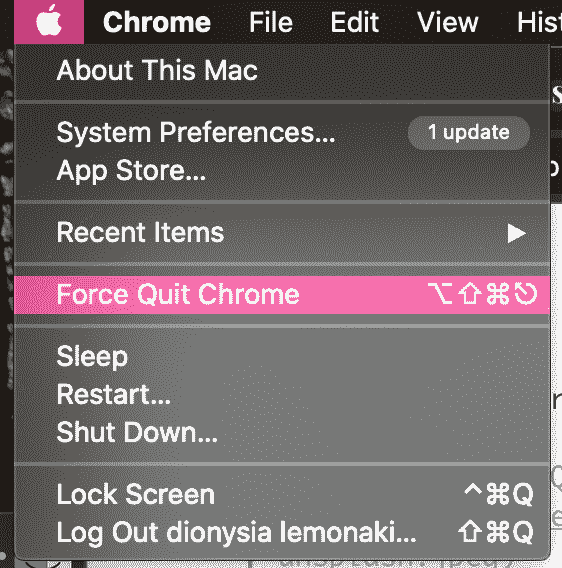 Chrome File Edit View Hist
About This Mac
System Preferences... 1 update
App Store...
Recent Items ▶
Force Quit Chrome ⌥⇧⌘⎋
Sleep
Restart...
Shut Down...
Lock Screen ^⌘Q
Log Out dionysia lemonaki... ⇧⌘Q